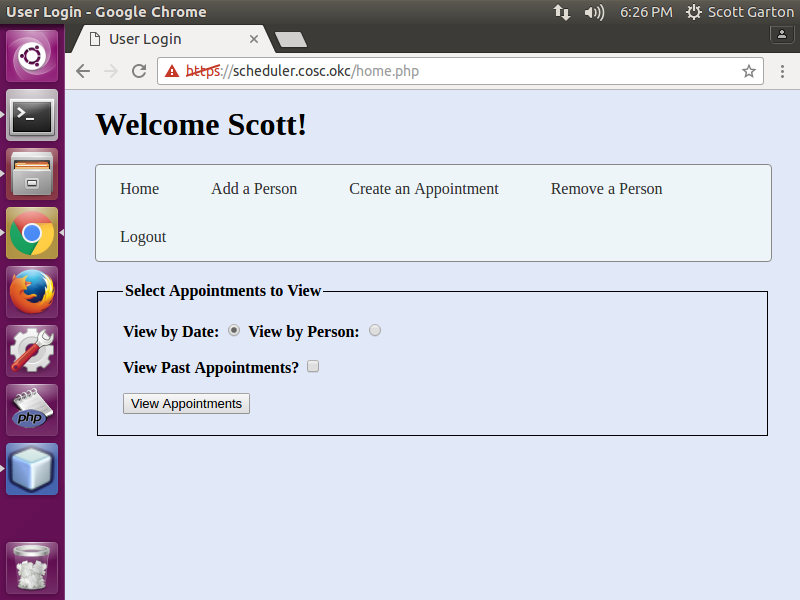 User Login - Google Chrome 6:26 PM Scott Garton
User Login
https://scheduler.cosc.okc/home.php
Welcome Scott!
Home Add a Person Create an Appointment Remove a Person
Logout
Select Appointments to View
View by Date: View by Person:
View Past Appointments?
View Appointments
>_
php